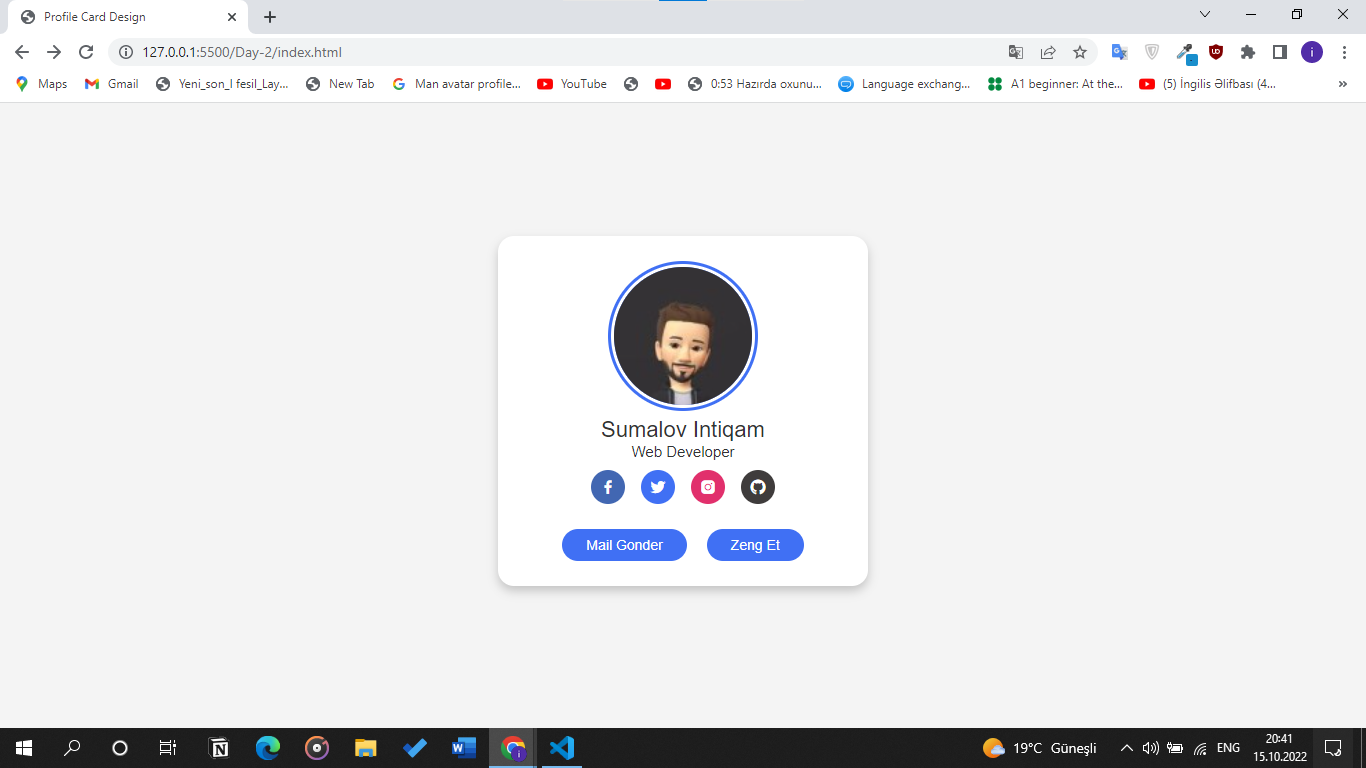 Profile Card Design
127.0.0.1:5500/Day-2/index.html
Maps Gmail Yeni_son_I fesil_Lay... New Tab Man avatar profile... YouTube 0:53 Hazırda oxunu... Language exchang... A1 beginner: At the... (5) İngilis Əlifbası (4... »
Sumalov Intiqam
Web Developer
Mail Gonder Zeng Et
19°C Güneşli ENG 20:41
15.10.2022